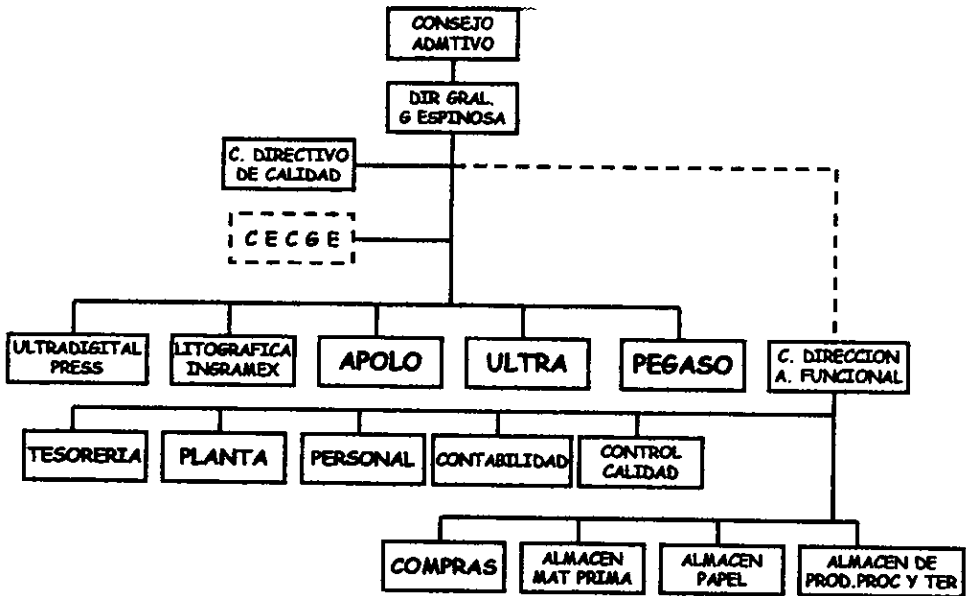 CONSEJO
ADMTIVO
DIR GRAL.
G ESPINOSA
C. DIRECTIVO
DE CALIDAD
C E C G E
ULTRADIGITAL
PRESS
LITOGRAFICA
INGRAMEX
APOLO
ULTRA
PEGASO
C. DIRECCION
A. FUNCIONAL
TESORERIA
PLANTA
PERSONAL
CONTABILIDAD
CONTROL
CALIDAD
COMPRAS
ALMACEN
MAT PRIMA
ALMACEN
PAPEL
ALMACEN DE
PROD.PROC Y TER